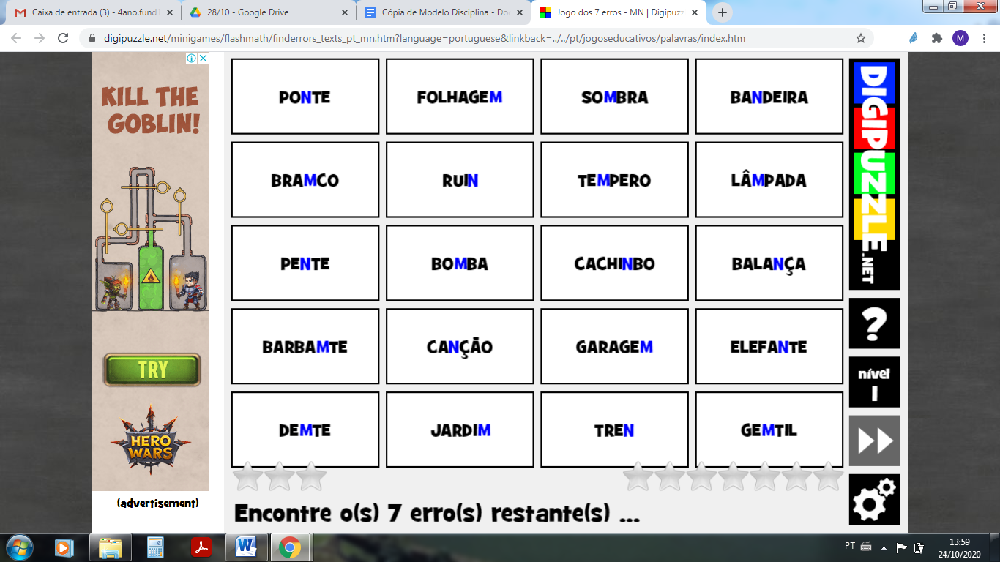 Caixa de entrada (3) - 4ano.fund1
28/10 - Google Drive
Cópia de Modelo Disciplina - Do
Jogo dos 7 erros - MN | Digipuzz
digipuzzle.net/minigames/flashmath/finderrors_texts_pt_mn.htm?language=portuguese&linkback=../../pt/jogoseducativos/palavras/index.htm
M
KILL THE
GOBLIN!
TRY
HERO
WARS
(advertisement)
PONTE FOLHAGEM SOMBRA BANDEIRA
BRAMCO RUIN TEMPERO LÂMPADA
PENTE BOMBA CACHINBO BALANÇA
BARBAMTE CANÇÃO GARAGEM ELEFANTE
DEMTE JARDIM TREN GEMTIL
DIGIPUZZLE.NET
?
nível
1
Encontre o(s) 7 erro(s) restante(s) ...
PT
13:59
24/10/2020